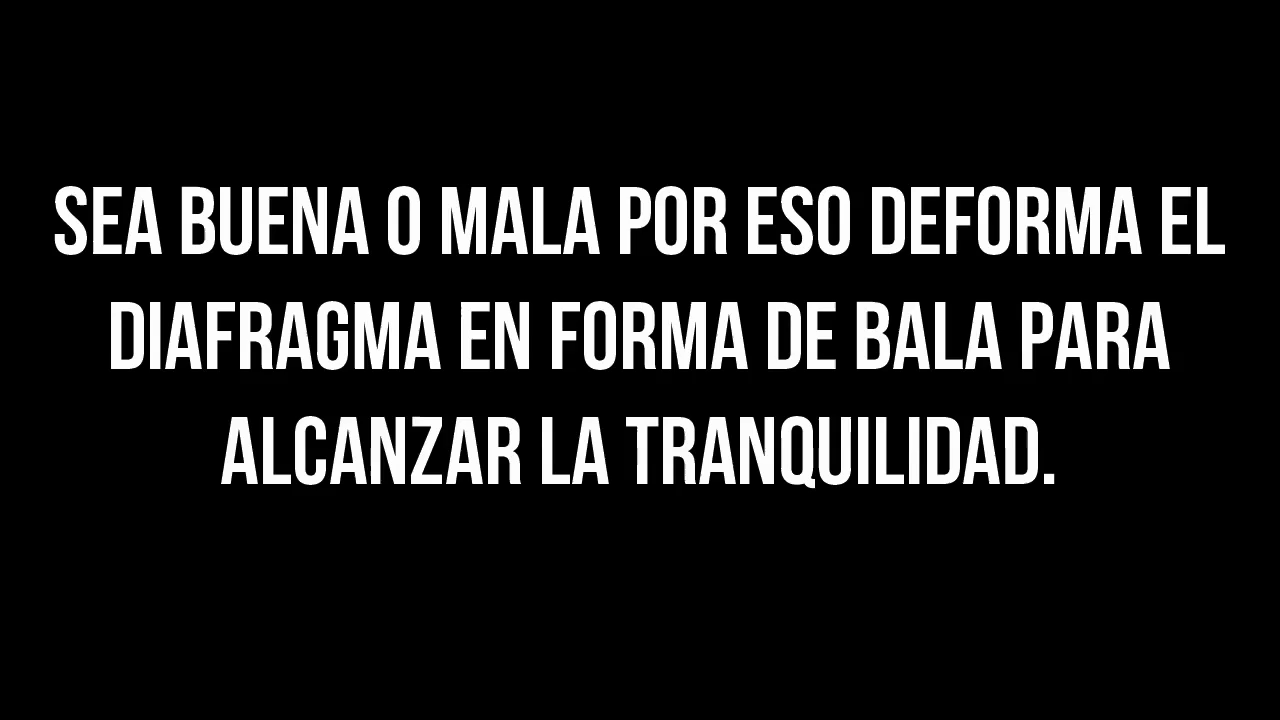 SEA BUENA O MALA POR ESO DEFORMA EL
DIAFRAGMA EN FORMA DE BALA PARA
ALCANZAR LA TRANQUILIDAD.